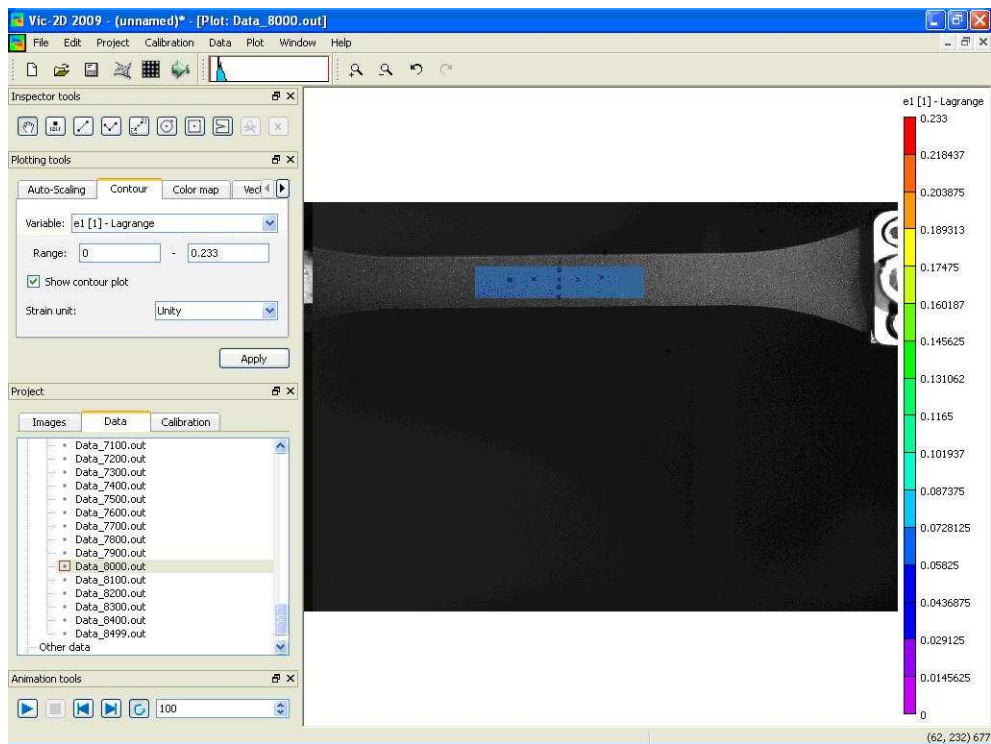 Vic-2D 2009 - (unnamed)* - [Plot: Data_8000.out]
File Edit Project Calibration Data Plot Window Help
Inspector tools
Plotting tools
Auto-Scaling Contour Color map
Variable: e1 [1] - Lagrange
Range: 0 - 0.233
Show contour plot
Strain unit: Unity
Apply
Project
Images Data Calibration
Data_7100.out
Data_7200.out
Data_7300.out
Data_7400.out
Data_7500.out
Data_7600.out
Data_7700.out
Data_7800.out
Data_7900.out
Data_8000.out
Data_8100.out
Data_8200.out
Data_8300.out
Data_8400.out
Data_8499.out
Other data
Animation tools
100
e1 [1] - Lagrange
0.233
0.218437
0.203875
0.189313
0.17475
0.160187
0.145625
0.131062
0.1165
0.101937
0.087375
0.0728125
0.05825
0.0436875
0.029125
0.0145625
0
(62, 232) 677